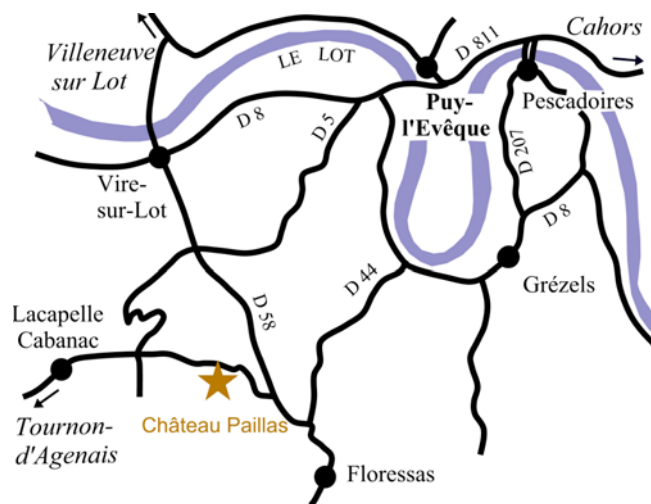 Villeneuve
sur Lot
LE LOT
D 811
Cahors
Puy-
l'Evêque
Pescadoires
D 8
D 5
D 207
Vire-
sur-Lot
D 8
D 44
Grézels
D 58
Lacapelle
Cabanac
Château Paillas
Tournon-
d'Agenais
Floressas